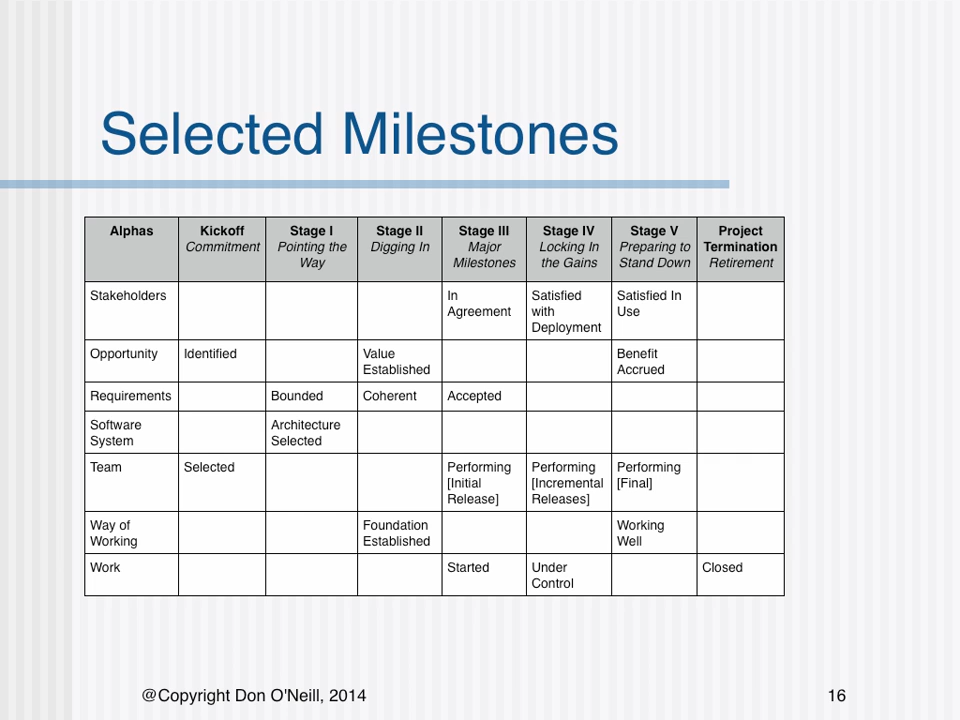 Selected Milestones
Alphas
Kickoff
Commitment
Stage I
Pointing the
Way
Stage II
Digging In
Stage III
Major
Milestones
Stage IV
Locking In
the Gains
Stage V
Preparing to
Stand Down
Project
Termination
Retirement
Stakeholders
In
Agreement
Satisfied
with
Deployment
Satisfied In
Use
Opportunity
Identified
Value
Established
Benefit
Accrued
Requirements
Bounded
Coherent
Accepted
Software
System
Architecture
Selected
Team
Selected
Performing
[Initial
Release]
Performing
[Incremental
Releases]
Performing
[Final]
Way of
Working
Foundation
Established
Working
Well
Work
Started
Under
Control
Closed
@Copyright Don O'Neill, 2014
16